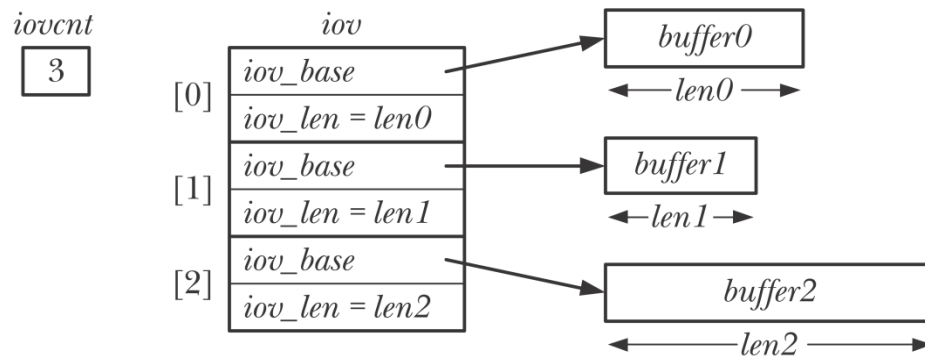 iovcnt
3
iov
[0]
iov_base
iov_len = len0
[1]
iov_base
iov_len = len1
[2]
iov_base
iov_len = len2
buffer0
len0
buffer1
len1
buffer2
len2